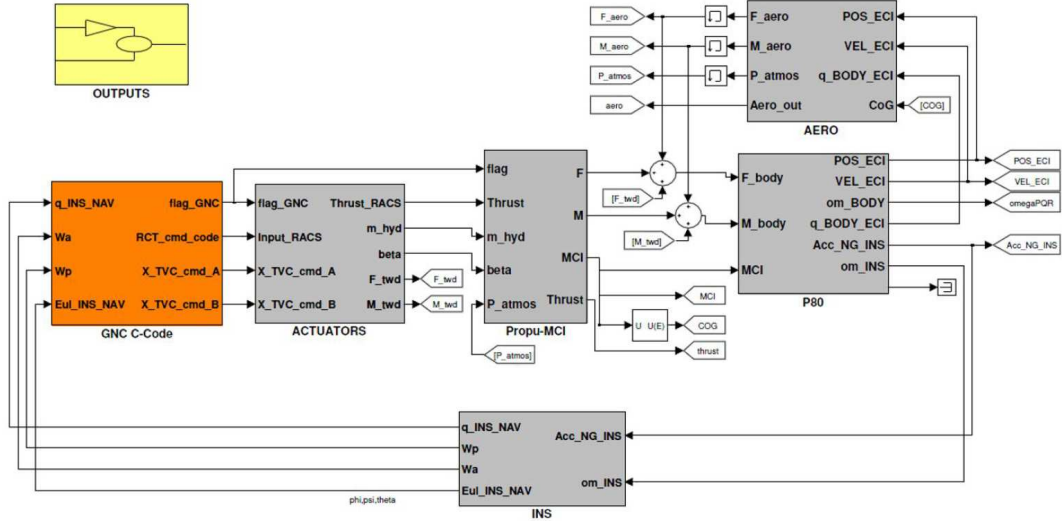 OUTPUTS
F_aero
M_aero
P_atmos
aero
F_aero
M_aero
P_atmos
Aero_out
POS_ECI
VEL_ECI
q_BODY_ECI
CoG
[COG]
AERO
q_INS_NAV
Wa
Wp
Eul_INS_NAV
flag_GNC
RCT_cmd_code
X_TVC_cmd_A
X_TVC_cmd_B
GNC C-Code
flag_GNC
Input_RACS
X_TVC_cmd_A
X_TVC_cmd_B
Thrust_RACS
m_hyd
beta
F_twd
M_twd
ACTUATORS
F_twd
M_twd
flag
Thrust
m_hyd
beta
P_atmos
F
M
MCI
Thrust
Propu-MCI
[P_atmos]
[F_twd]
[M_twd]
MCI
U U(E)
COG
thrust
F_body
M_body
MCI
POS_ECI
VEL_ECI
om_BODY
q_BODY_ECI
Acc_NG_INS
om_INS
P80
POS_ECI
VEL_ECI
omegaPQR
Acc_NG_INS
q_INS_NAV
Wp
Wa
Eul_INS_NAV
Acc_NG_INS
om_INS
INS
phi,psi,theta